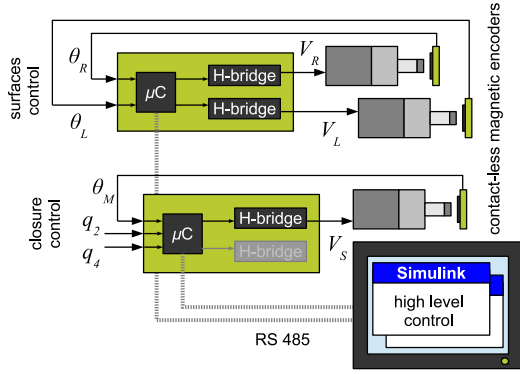 θR
VR
H-bridge
μC
H-bridge
θL
VL
surfaces
control
contact-less magnetic encoders
θM
H-bridge
q2
μC
q4
H-bridge
VS
closure
control
Simulink
high level
control
RS 485